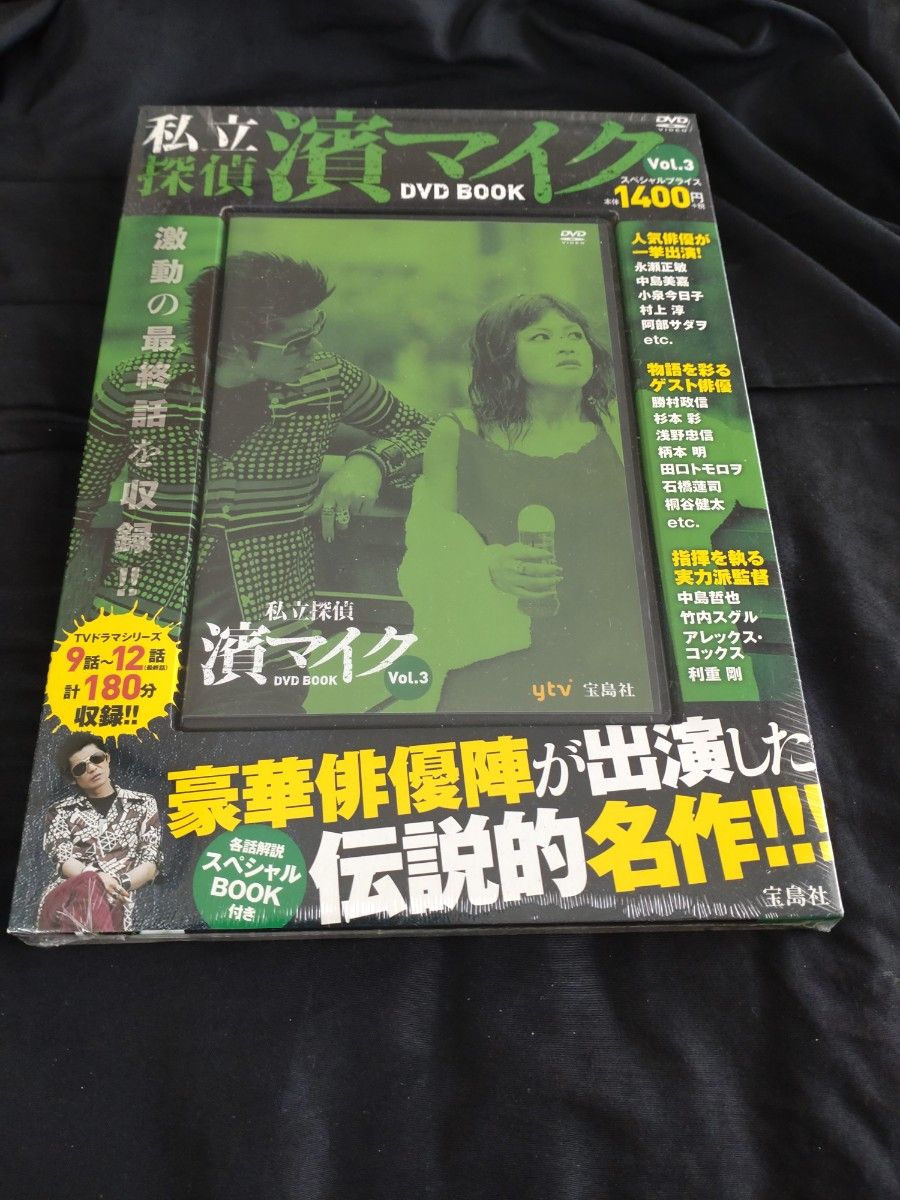 私立
探偵
濱マイク
DVD BOOK
Vol.3
DVD
VIDEO
スペシャルプライス
本体1400円+税
激動の最終話を収録!!
DVD
VIDEO
人気俳優が
一挙出演!
永瀬正敏
中島美嘉
小泉今日子
村上 淳
阿部サダヲ
etc.
物語を彩る
ゲスト俳優
勝村政信
杉本 彩
浅野忠信
柄本 明
田口トモロヲ
石橋蓮司
桐谷健太
etc.
指揮を執る
実力派監督
中島哲也
竹内スグル
アレックス・
コックス
利重 剛
私立探偵
濱マイク
DVD BOOK
Vol.3
ytv 宝島社
TVドラマシリーズ
9話～12話(最終話)
計180分
収録!!
豪華俳優陣が出演した
伝説的名作!!!
各話解説
スペシャル
BOOK
付き
宝島社